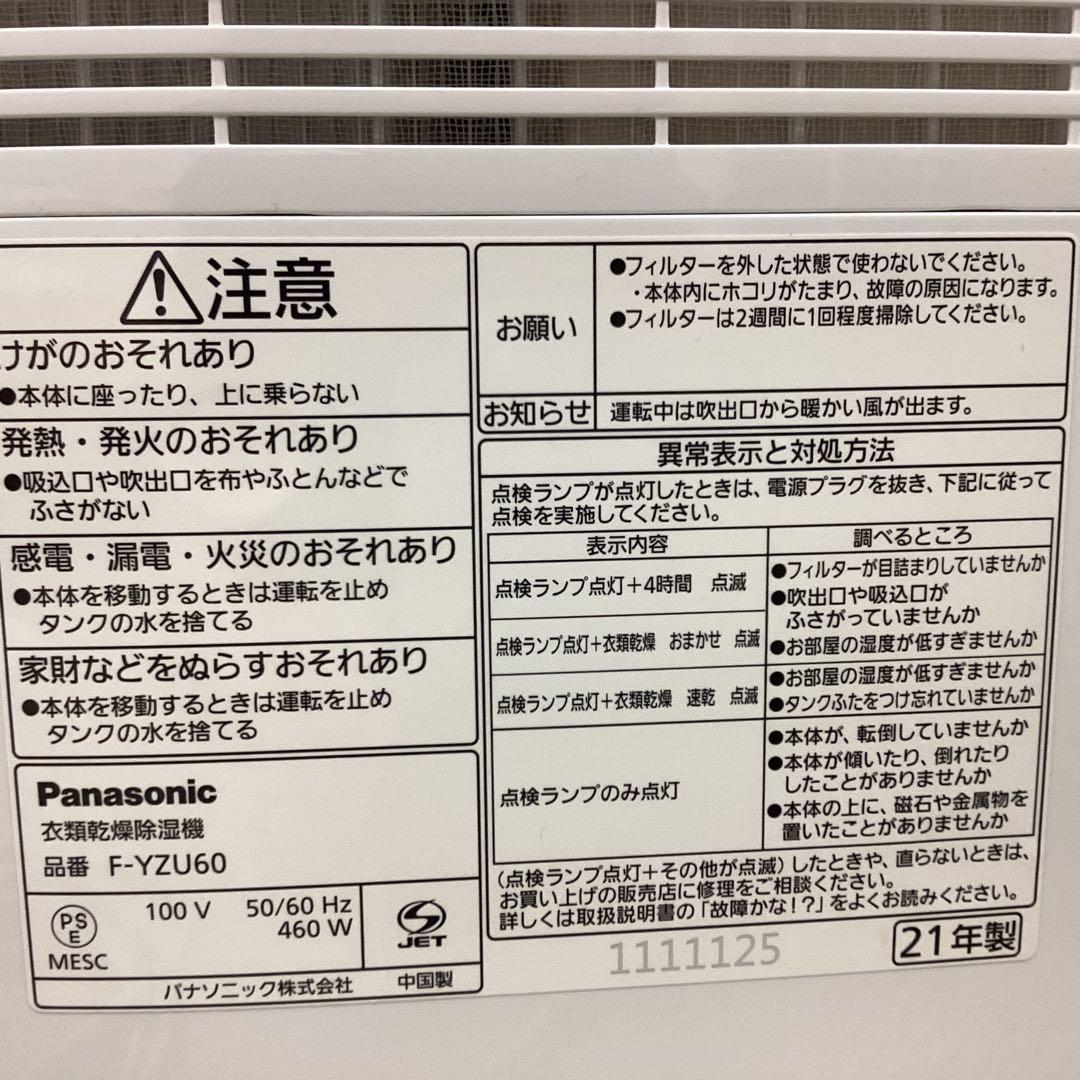 注意
けがのおそれあり
●本体に座ったり、上に乗らない
発熱・発火のおそれあり
●吸込口や吹出口を布やふとんなどで
ふさがない
感電・漏電・火災のおそれあり
●本体を移動するときは運転を止め
タンクの水を捨てる
家財などをぬらすおそれあり
●本体を移動するときは運転を止め
タンクの水を捨てる
Panasonic
衣類乾燥除湿機
品番 F-YZU60
PS
E
MESC
100 V 50/60 Hz
460 W
S
JET
パナソニック株式会社 中国製
お願い
●フィルターを外した状態で使わないでください。
・本体内にホコリがたまり、故障の原因になります。
●フィルターは2週間に1回程度掃除してください。
お知らせ
運転中は吹出口から暖かい風が出ます。
異常表示と対処方法
点検ランプが点灯したときは、電源プラグを抜き、下記に従って
点検を実施してください。
表示内容
調べるところ
点検ランプ点灯+4時間 点滅
点検ランプ点灯+衣類乾燥 おまかせ 点滅
●フィルターが目詰まりしていませんか
●吹出口や吸込口が
ふさがっていませんか
●お部屋の湿度が低すぎませんか
点検ランプ点灯+衣類乾燥 速乾 点滅
●お部屋の湿度が低すぎませんか
●タンクふたをつけ忘れていませんか
点検ランプのみ点灯
●本体が、転倒していませんか
●本体が傾いたり、倒れたり
したことがありませんか
●本体の上に、磁石や金属物を
置いたことがありませんか
(点検ランプ点灯+その他が点滅)したときや、直らないときは、
お買い上げの販売店に修理をご相談ください。
詳しくは取扱説明書の「故障かな!?」をよくお読みください。
1111125
21年製